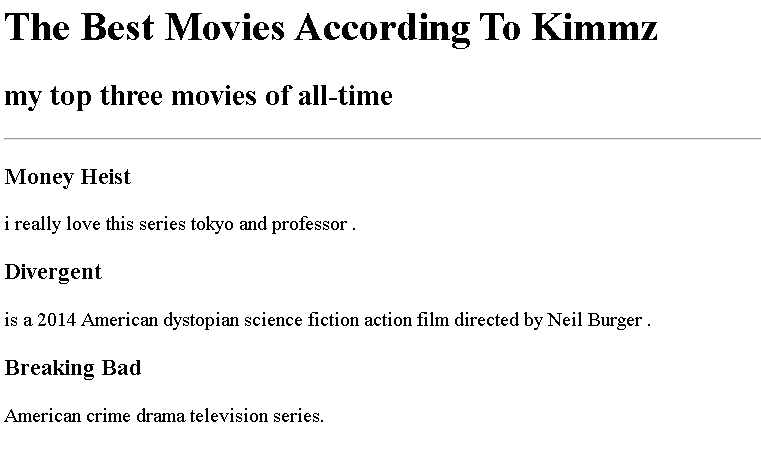 The Best Movies According To Kimmz
my top three movies of all-time
Money Heist
i really love this series tokyo and professor .
Divergent
is a 2014 American dystopian science fiction action film directed by Neil Burger .
Breaking Bad
American crime drama television series.